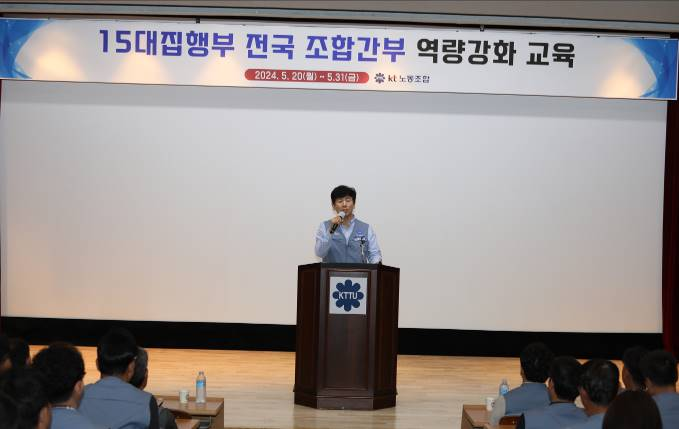 15대집행부 전국 조합간부 역량강화 교육
2024. 5. 20(월) ~ 5.31(금) kt 노동조합
KTTU